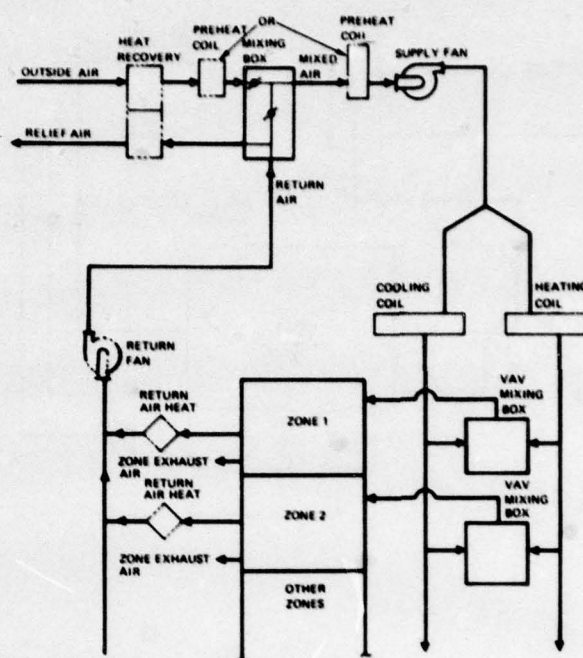 OR
PREHEAT
COIL
HEAT
RECOVERY
PREHEAT
COIL
MIXING
BOX
MIXED
AIR
SUPPLY FAN
OUTSIDE AIR
RELIEF AIR
RETURN
AIR
COOLING
COIL
HEATING
COIL
RETURN
FAN
RETURN
AIR HEAT
ZONE 1
VAV
MIXING
BOX
ZONE EXHAUST
AIR
RETURN
AIR HEAT
ZONE 2
VAV
MIXING
BOX
ZONE EXHAUST
AIR
OTHER
ZONES